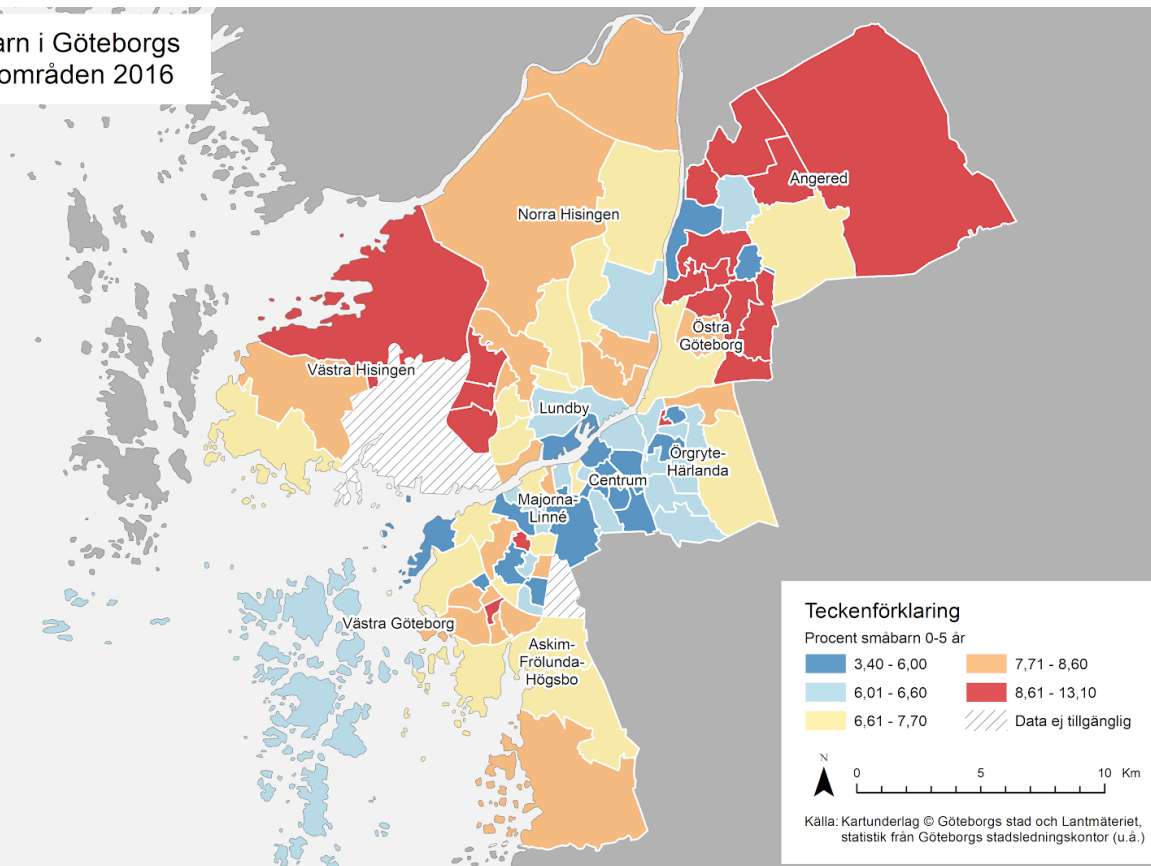 arn i Göteborgs
områden 2016
Angered
Norra Hisingen
Östra
Göteborg
Västra Hisingen
Lundby
Örgryte-
Härlanda
Centrum
Majorna-
Linné
Västra Göteborg
Askim-
Frölunda-
Högsbo
Teckenförklaring
Procent småbarn 0-5 år
3,40 - 6,00
7,71 - 8,60
6,01 - 6,60
8,61 - 13,10
6,61 - 7,70
Data ej tillgänglig
N
0 5 10 Km
Källa: Kartunderlag © Göteborgs stad och Lantmäteriet,
statistik från Göteborgs stadsledningskontor (u.å.)